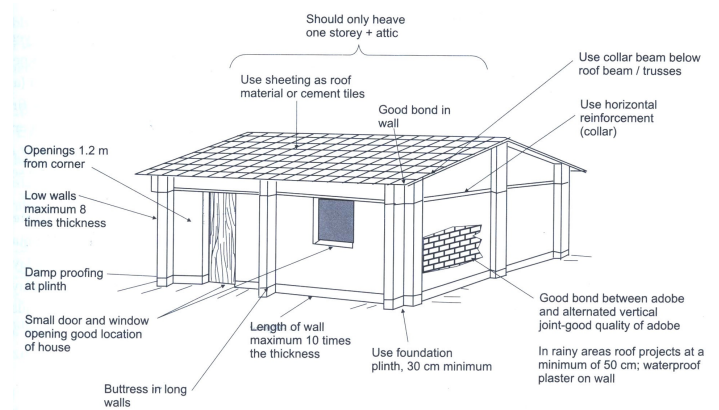 Should only heave
one storey + attic
Use collar beam below
roof beam / trusses
Use sheeting as roof
material or cement tiles
Good bond in
wall
Use horizontal
reinforcement
(collar)
Openings 1.2 m
from corner
Low walls
maximum 8
times thickness
Damp proofing
at plinth
Small door and window
opening good location
of house
Length of wall
maximum 10 times
the thickness
Use foundation
plinth, 30 cm minimum
Good bond between adobe
and alternated vertical
joint-good quality of adobe
In rainy areas roof projects at a
minimum of 50 cm; waterproof
plaster on wall
Buttress in long
walls